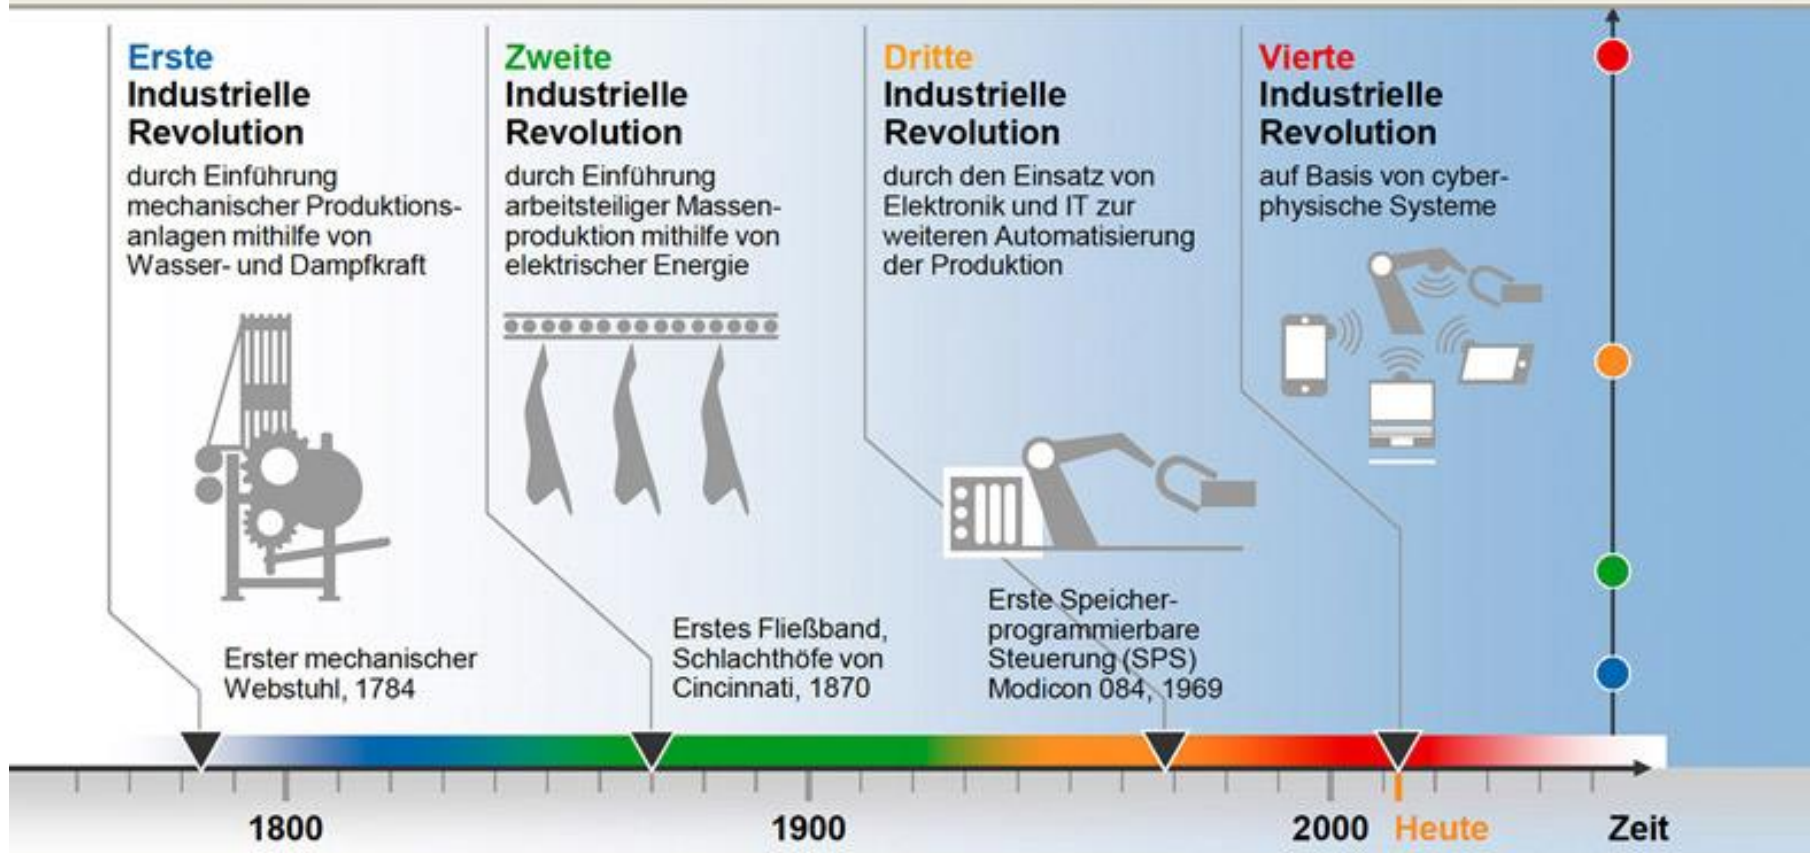 Erste
Industrielle
Revolution
durch Einführung
mechanischer Produktions-
anlagen mithilfe von
Wasser- und Dampfkraft
Erster mechanischer
Webstuhl, 1784
Zweite
Industrielle
Revolution
durch Einführung
arbeitsteiliger Massen-
produktion mithilfe von
elektrischer Energie
Erstes Fließband,
Schlachthöfe von
Cincinnati, 1870
Dritte
Industrielle
Revolution
durch den Einsatz von
Elektronik und IT zur
weiteren Automatisierung
der Produktion
Erste Speicher-
programmierbare
Steuerung (SPS)
Modicon 084, 1969
Vierte
Industrielle
Revolution
auf Basis von cyber-
physische Systeme
1800
1900
2000
Heute
Zeit